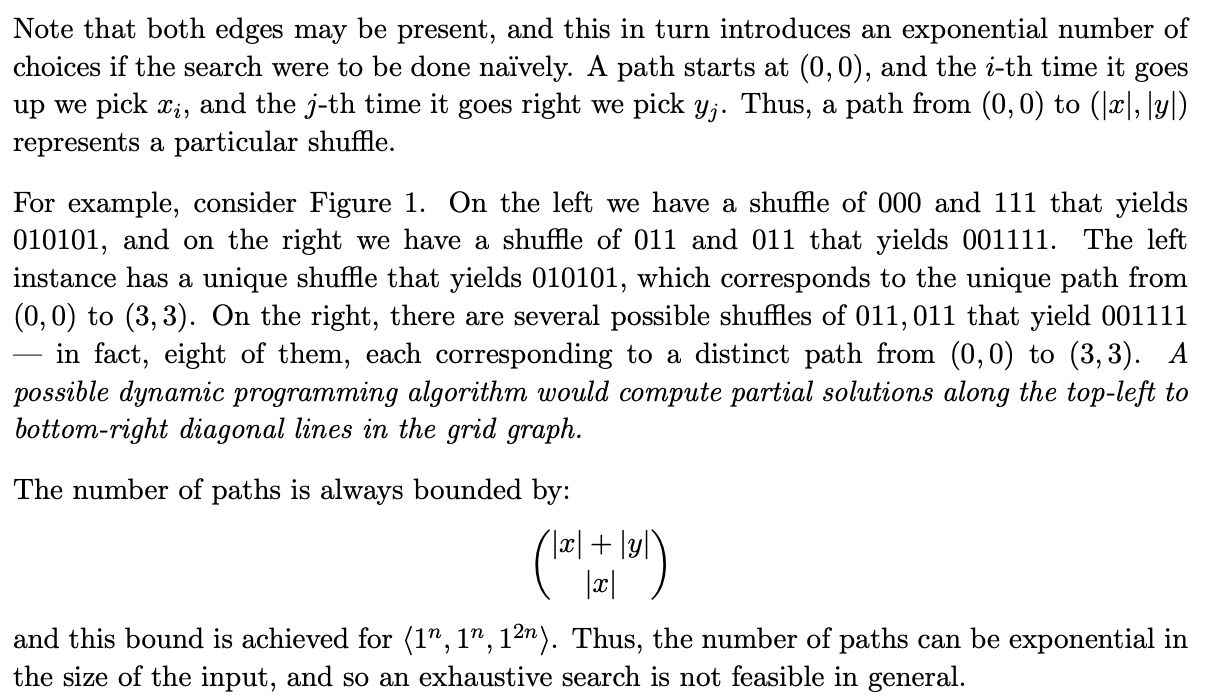 Note that both edges may be present, and this in turn introduces an exponential number of
choices if the search were to be done naïvely. A path starts at (0, 0), and the i-th time it goes
up we pick xᵢ, and the j-th time it goes right we pick yⱼ. Thus, a path from (0, 0) to (|x|, |y|)
represents a particular shuffle.
For example, consider Figure 1. On the left we have a shuffle of 000 and 111 that yields
010101, and on the right we have a shuffle of 011 and 011 that yields 001111. The left
instance has a unique shuffle that yields 010101, which corresponds to the unique path from
(0, 0) to (3, 3). On the right, there are several possible shuffles of 011, 011 that yield 001111
— in fact, eight of them, each corresponding to a distinct path from (0, 0) to (3, 3). A
possible dynamic programming algorithm would compute partial solutions along the top-left to
bottom-right diagonal lines in the grid graph.
The number of paths is always bounded by:
(|x| + |y|
|x|)
and this bound is achieved for ⟨1ⁿ, 1ⁿ, 1²ⁿ⟩. Thus, the number of paths can be exponential in
the size of the input, and so an exhaustive search is not feasible in general.